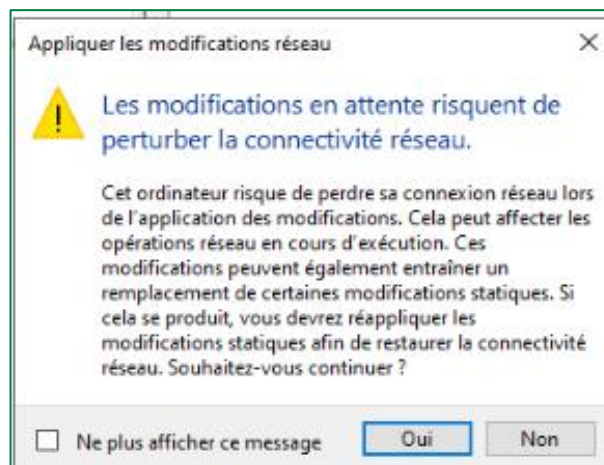 Appliquer les modifications réseau
Les modifications en attente risquent de
perturber la connectivité réseau.
Cet ordinateur risque de perdre sa connexion réseau lors
de l'application des modifications. Cela peut affecter les
opérations réseau en cours d'exécution. Ces
modifications peuvent également entraîner un
remplacement de certaines modifications statiques. Si
cela se produit, vous devrez réappliquer les
modifications statiques afin de restaurer la connectivité
réseau. Souhaitez-vous continuer ?
Ne plus afficher ce message Oui Non